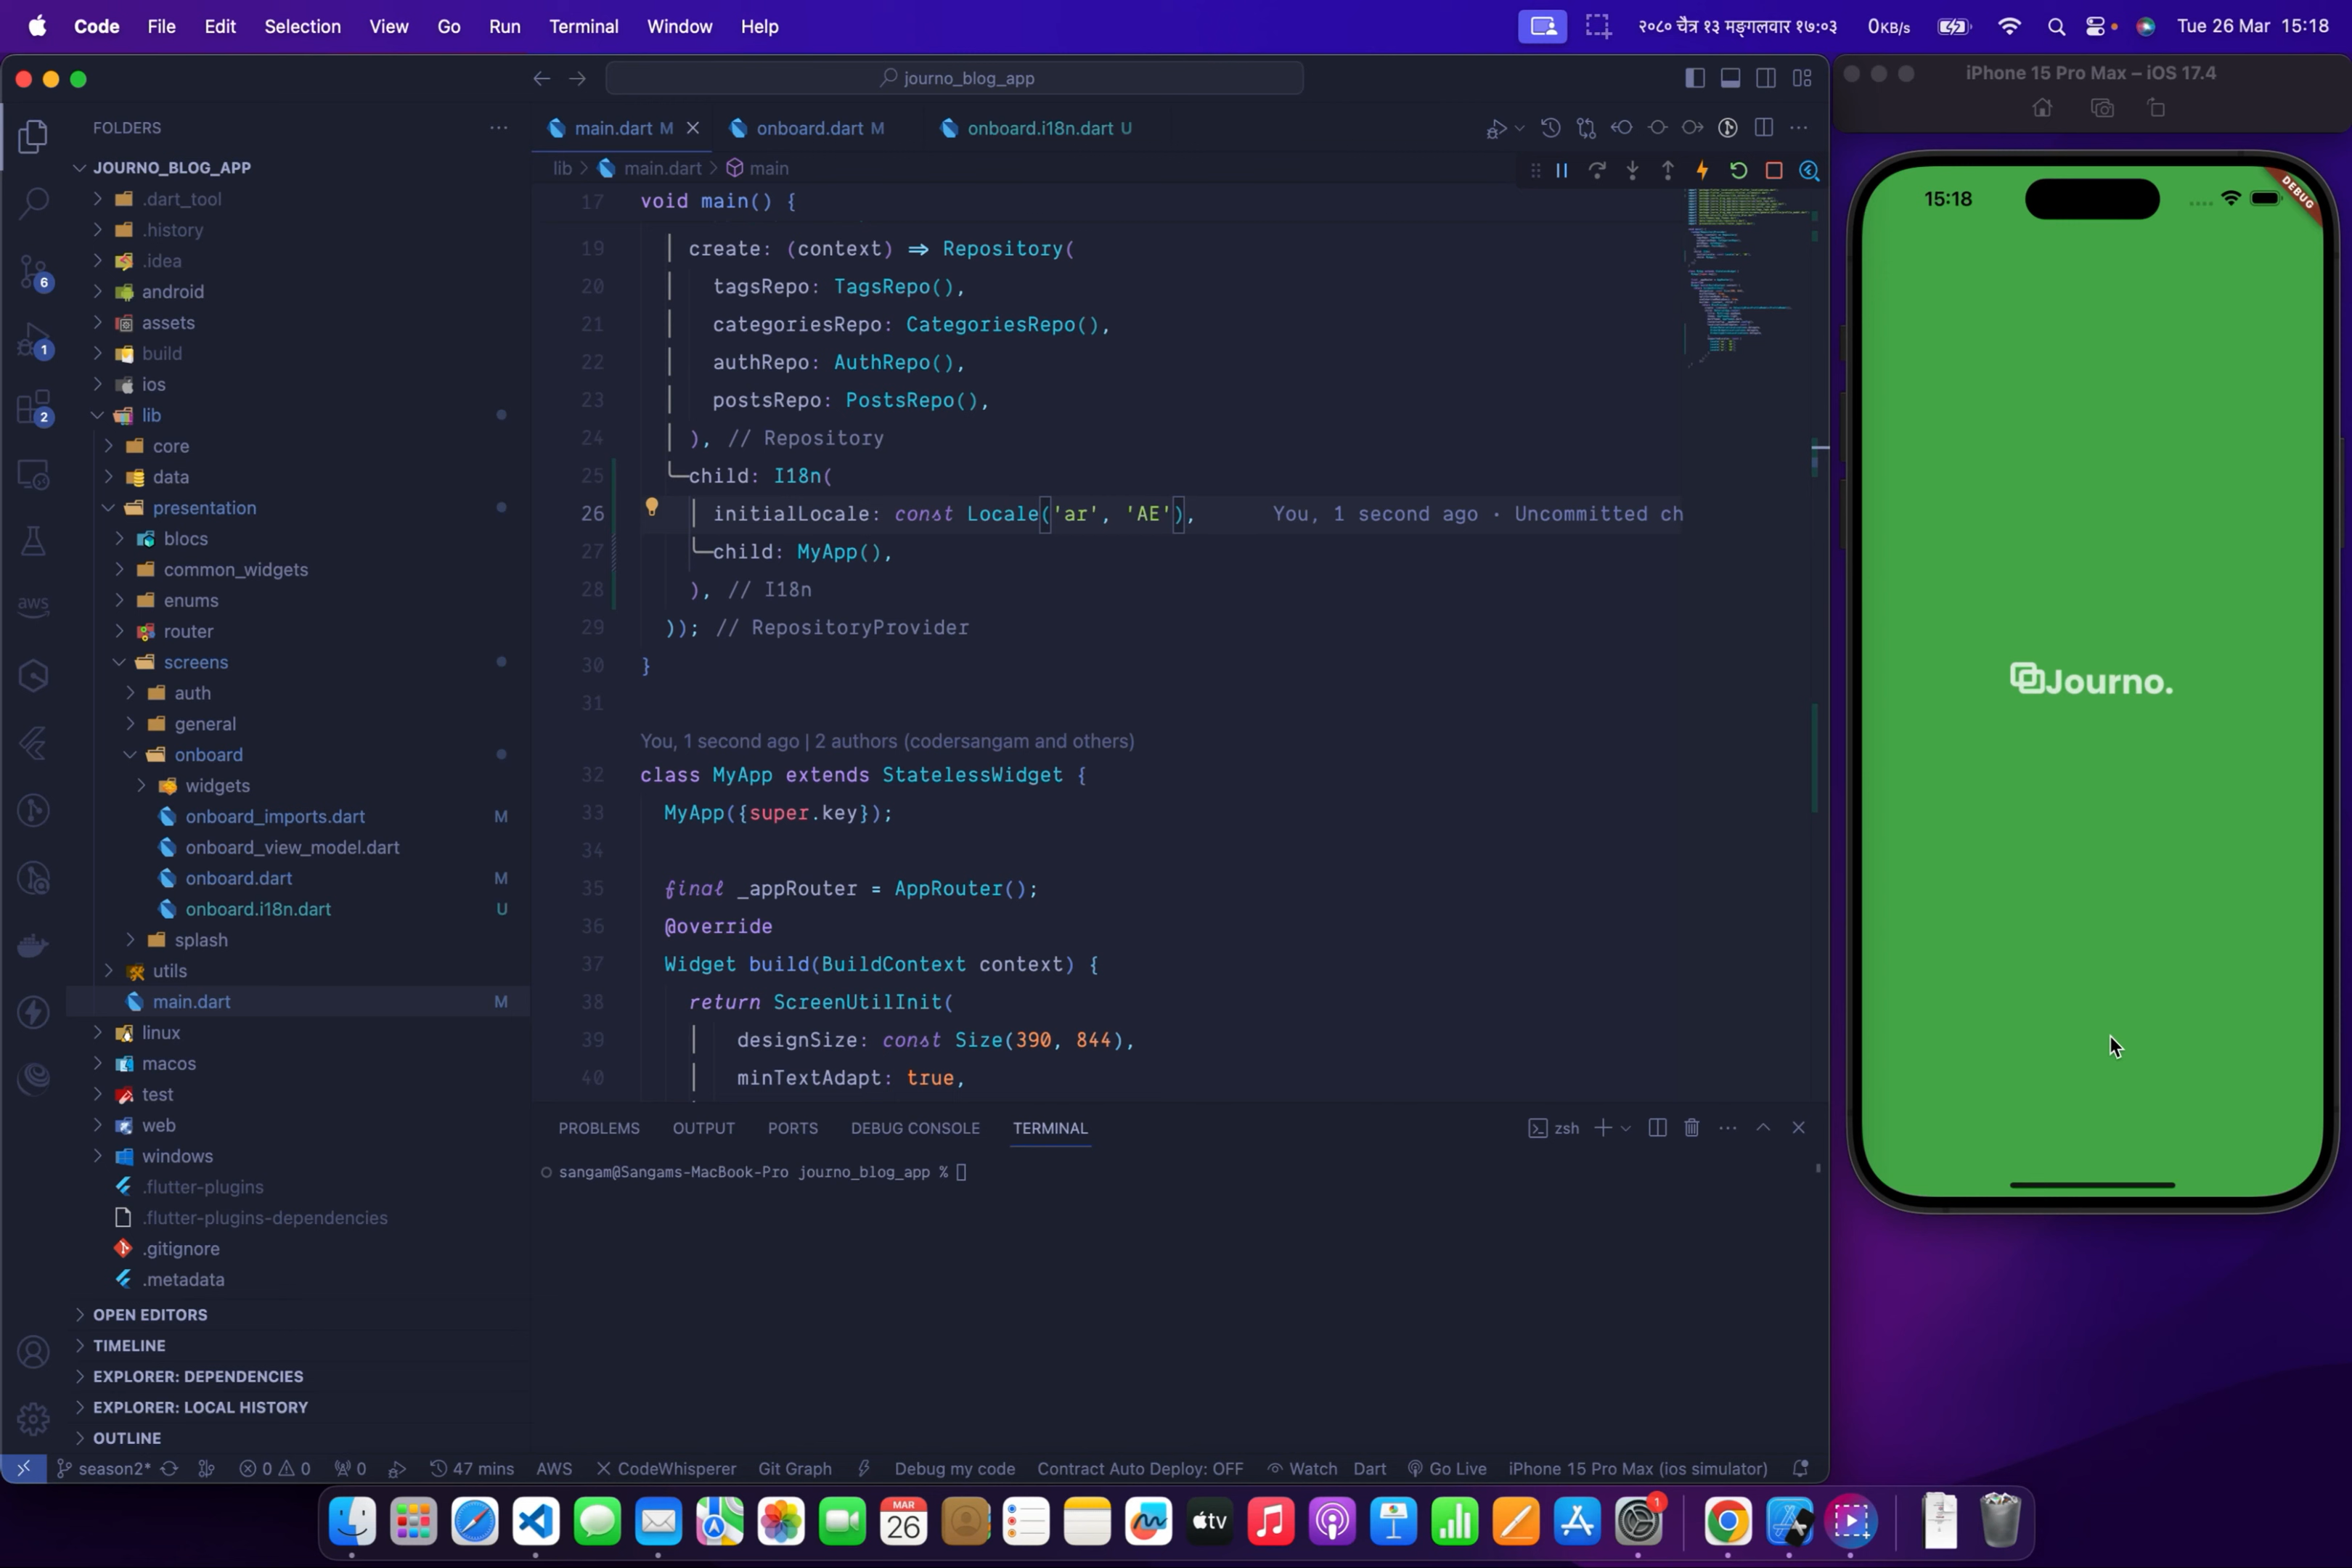 Code File Edit Selection View Go Run Terminal Window Help
२०८० चैत्र १३ मङ्गलवार १७:०३ 0KB/s Tue 26 Mar 15:18
journo_blog_app
iPhone 15 Pro Max – iOS 17.4
FOLDERS
main.dart M onboard.dart M onboard.i18n.dart U
JOURNO_BLOG_APP
lib > main.dart > main
.dart_tool
.history
.idea
android
assets
build
ios
lib
core
data
presentation
blocs
common_widgets
enums
router
screens
auth
general
onboard
widgets
onboard_imports.dart M
onboard_view_model.dart
onboard.dart M
onboard.i18n.dart U
splash
utils
main.dart M
linux
macos
test
web
windows
.flutter-plugins
.flutter-plugins-dependencies
.gitignore
.metadata
OPEN EDITORS
TIMELINE
EXPLORER: DEPENDENCIES
EXPLORER: LOCAL HISTORY
OUTLINE
6
1
2
aws
17 void main() {
19 create: (context) => Repository(
20 tagsRepo: TagsRepo(),
21 categoriesRepo: CategoriesRepo(),
22 authRepo: AuthRepo(),
23 postsRepo: PostsRepo(),
24 ), // Repository
25 child: I18n(
26 initialLocale: const Locale('ar', 'AE'), You, 1 second ago · Uncommitted ch
27 child: MyApp(),
28 ), // I18n
29 )); // RepositoryProvider
30 }
31
You, 1 second ago | 2 authors (codersangam and others)
32 class MyApp extends StatelessWidget {
33 MyApp({super.key});
34
35 final _appRouter = AppRouter();
36 @override
37 Widget build(BuildContext context) {
38 return ScreenUtilInit(
39 designSize: const Size(390, 844),
40 minTextAdapt: true,
PROBLEMS OUTPUT PORTS DEBUG CONSOLE TERMINAL
zsh
sangam@Sangams-MacBook-Pro journo_blog_app %
15:18
DEBUG
Journo.
season2* 0 0 0 47 mins AWS CodeWhisperer Git Graph Debug my code Contract Auto Deploy: OFF Watch Dart Go Live iPhone 15 Pro Max (ios simulator)
MAR
26
tv
1